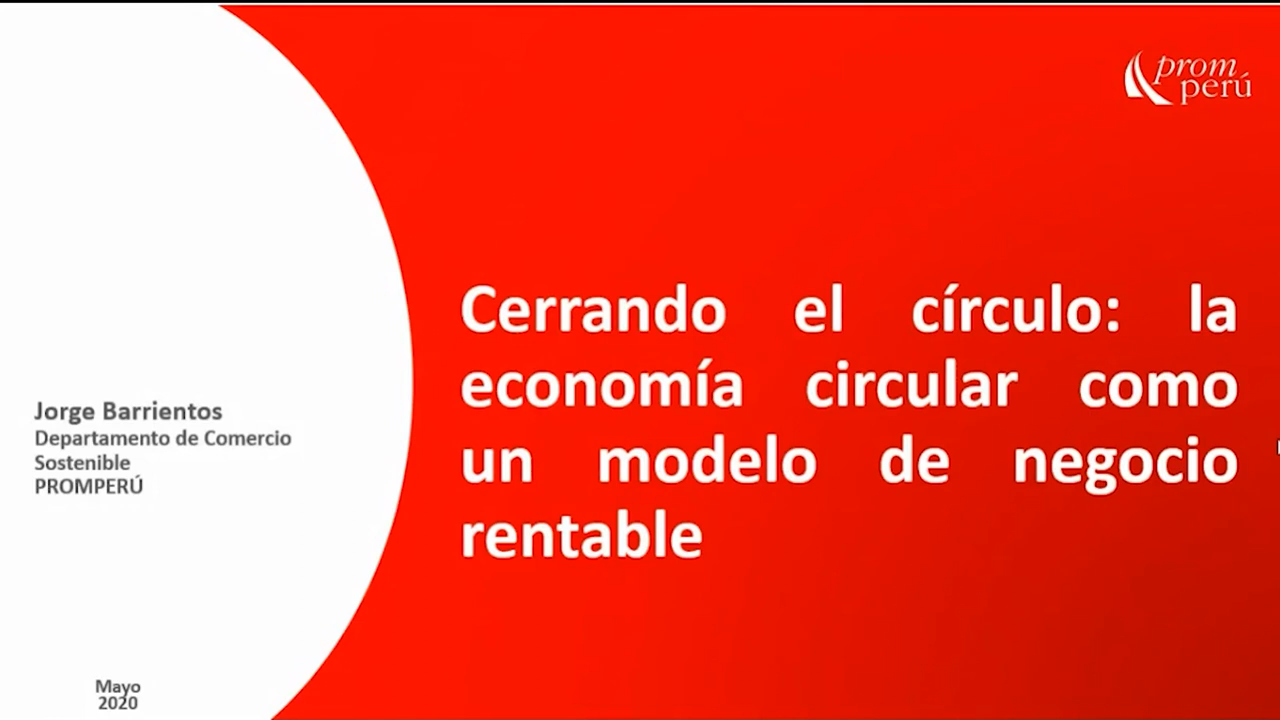 prom
perú
Cerrando el círculo: la
economía circular como
un modelo de negocio
rentable
Jorge Barrientos
Departamento de Comercio
Sostenible
PROMPERÚ
Mayo
2020